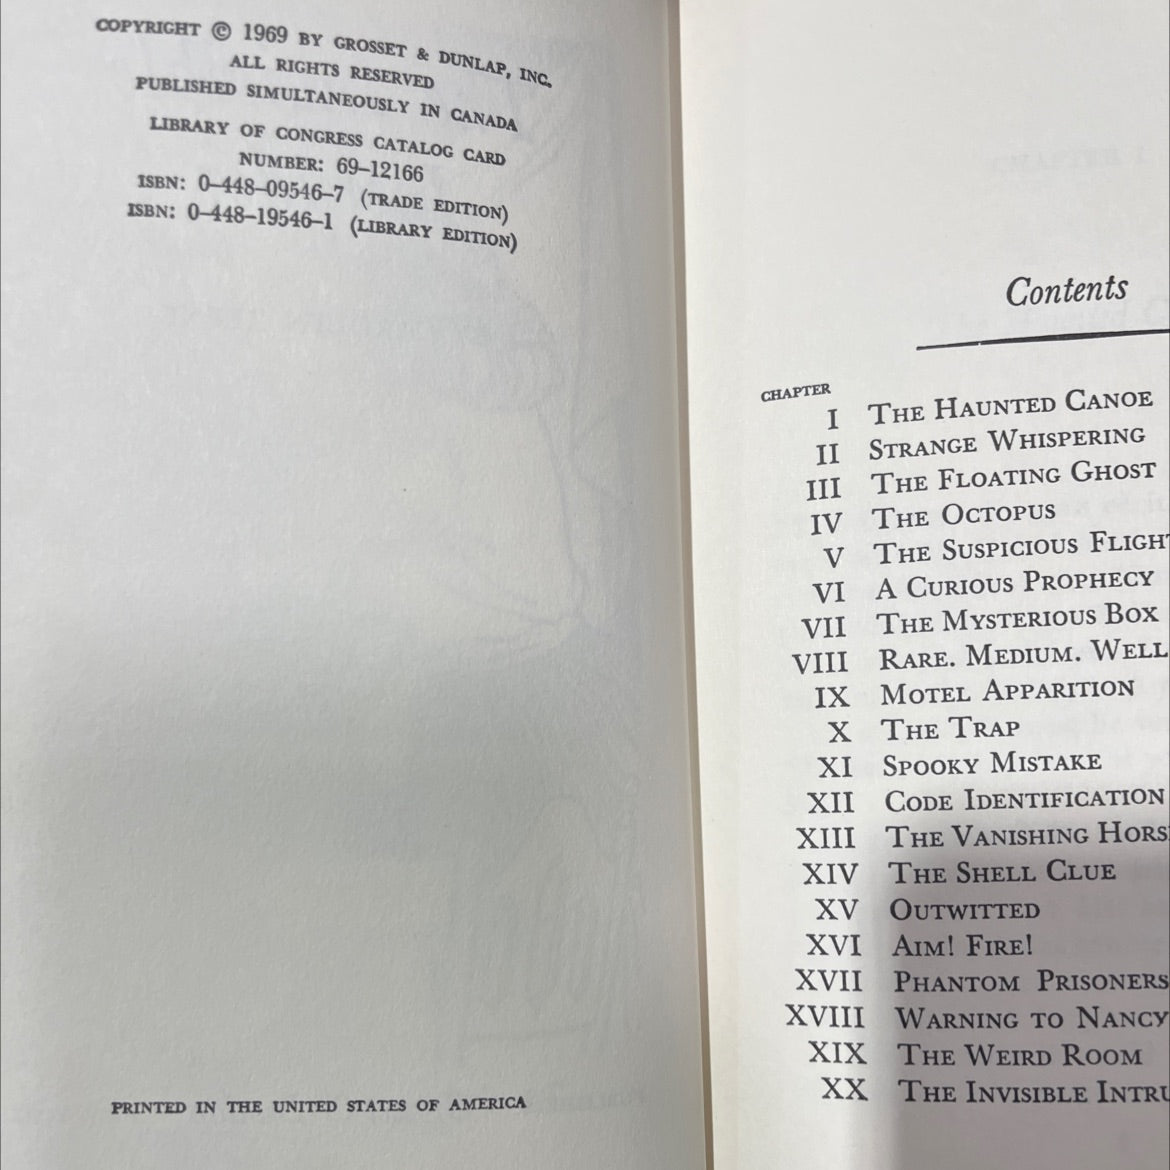 COPYRIGHT © 1969 BY GROSSET & DUNLAP, INC.
ALL RIGHTS RESERVED
PUBLISHED SIMULTANEOUSLY IN CANADA
LIBRARY OF CONGRESS CATALOG CARD
NUMBER: 69–12166
ISBN: 0–448–09546–7 (TRADE EDITION)
ISBN: 0–448–19546–1 (LIBRARY EDITION)
PRINTED IN THE UNITED STATES OF AMERICA
Contents
CHAPTER
I THE HAUNTED CANOE
II STRANGE WHISPERING
III THE FLOATING GHOST
IV THE OCTOPUS
V THE SUSPICIOUS FLIGHT
VI A CURIOUS PROPHECY
VII THE MYSTERIOUS BOX
VIII RARE. MEDIUM. WELL
IX MOTEL APPARITION
X THE TRAP
XI SPOOKY MISTAKE
XII CODE IDENTIFICATION
XIII THE VANISHING HORS
XIV THE SHELL CLUE
XV OUTWITTED
XVI AIM! FIRE!
XVII PHANTOM PRISONERS
XVIII WARNING TO NANCY
XIX THE WEIRD ROOM
XX THE INVISIBLE INTRU